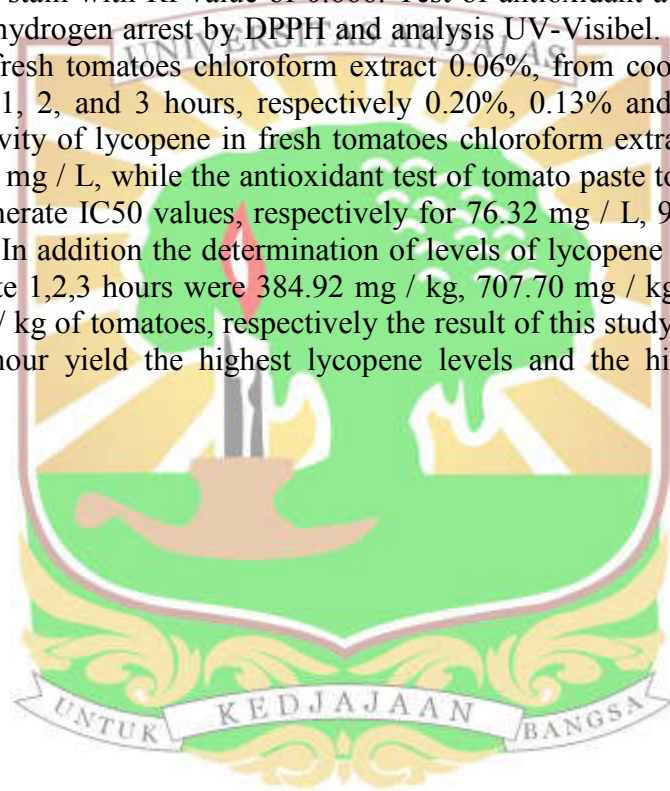 stain with Rf value of 0.666. Test of antioxidant a
hydrogen arrest by DPPH and analysis UV-Visibel.
UNIVERSITAS ANDALAS
fresh tomatoes chloroform extract 0.06%, from coo
1, 2, and 3 hours, respectively 0.20%, 0.13% and
vity of lycopene in fresh tomatoes chloroform extra
mg / L, while the antioxidant test of tomato paste to
nerate IC50 values, respectively for 76.32 mg / L, 9
In addition the determination of levels of lycopene
te 1,2,3 hours were 384.92 mg / kg, 707.70 mg / kg
/ kg of tomatoes, respectively the result of this study
nour yield the highest lycopene levels and the hi
UNTUK KEDJAJAAN BANGSA